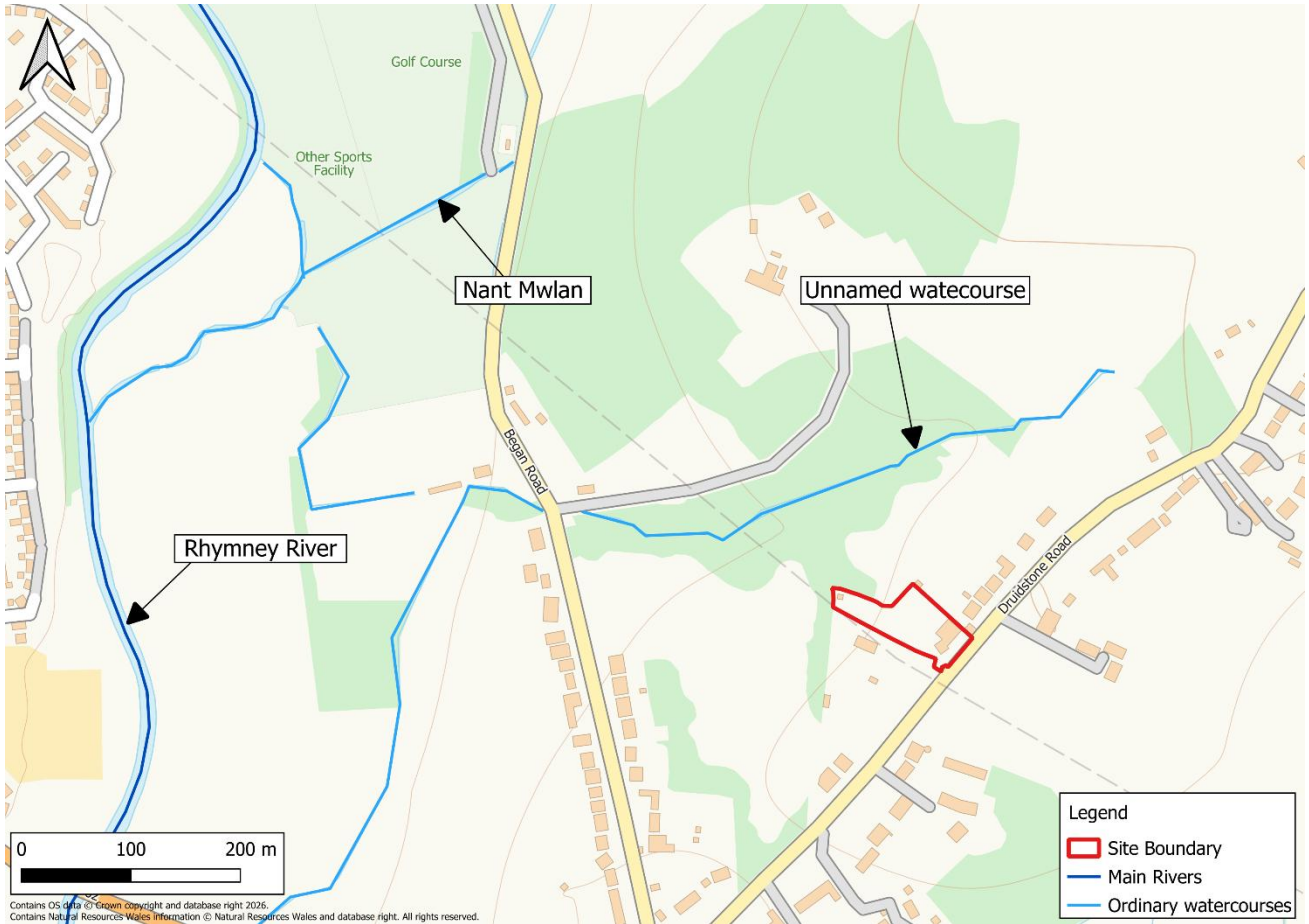 Golf Course
Other Sports
Facility
Nant Mwlan
Unnamed watecourse
Began Road
Rhymney River
Druidstone Road
0 100 200 m
Legend
Site Boundary
Main Rivers
Ordinary watercourses
Contains OS data © Crown copyright and database right 2026.
Contains Natural Resources Wales information © Natural Resources Wales and database right. All rights reserved.